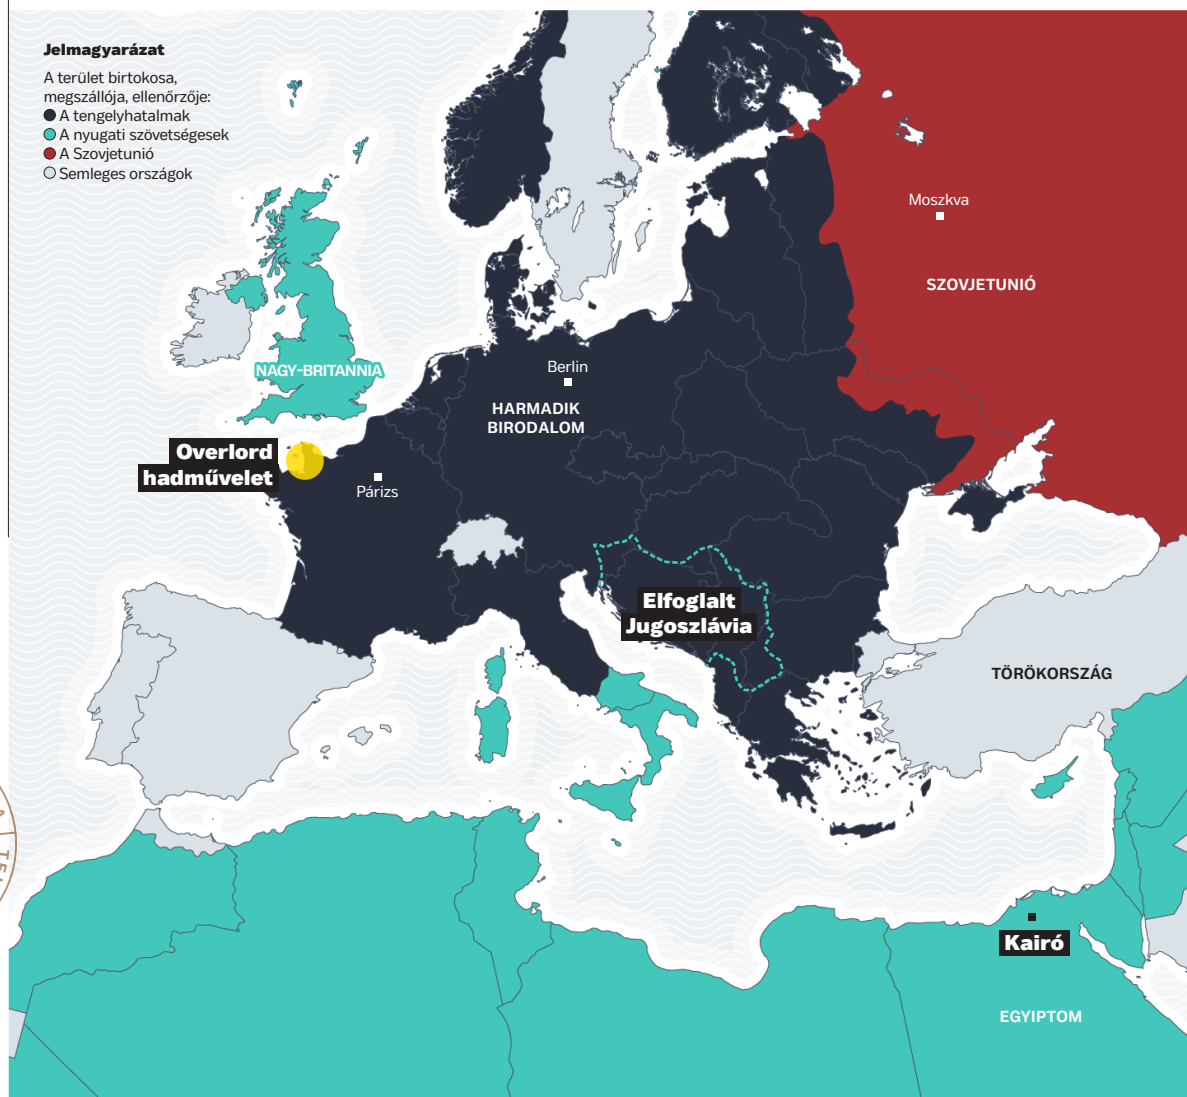 Jelmagyarázat
A terület birtokosa,
megszállója, ellenőrzője:
A tengelyhatalmak
A nyugati szövetségesek
A Szovjetunió
Semleges országok
Moszkva
SZOVJETUNIÓ
NAGY-BRITANNIA
Berlin
HARMADIK
BIRODALOM
Overlord
hadművelet
Párizs
Elfoglalt
Jugoszlávia
TÖRÖKORSZÁG
Kairó
EGYIPTOM